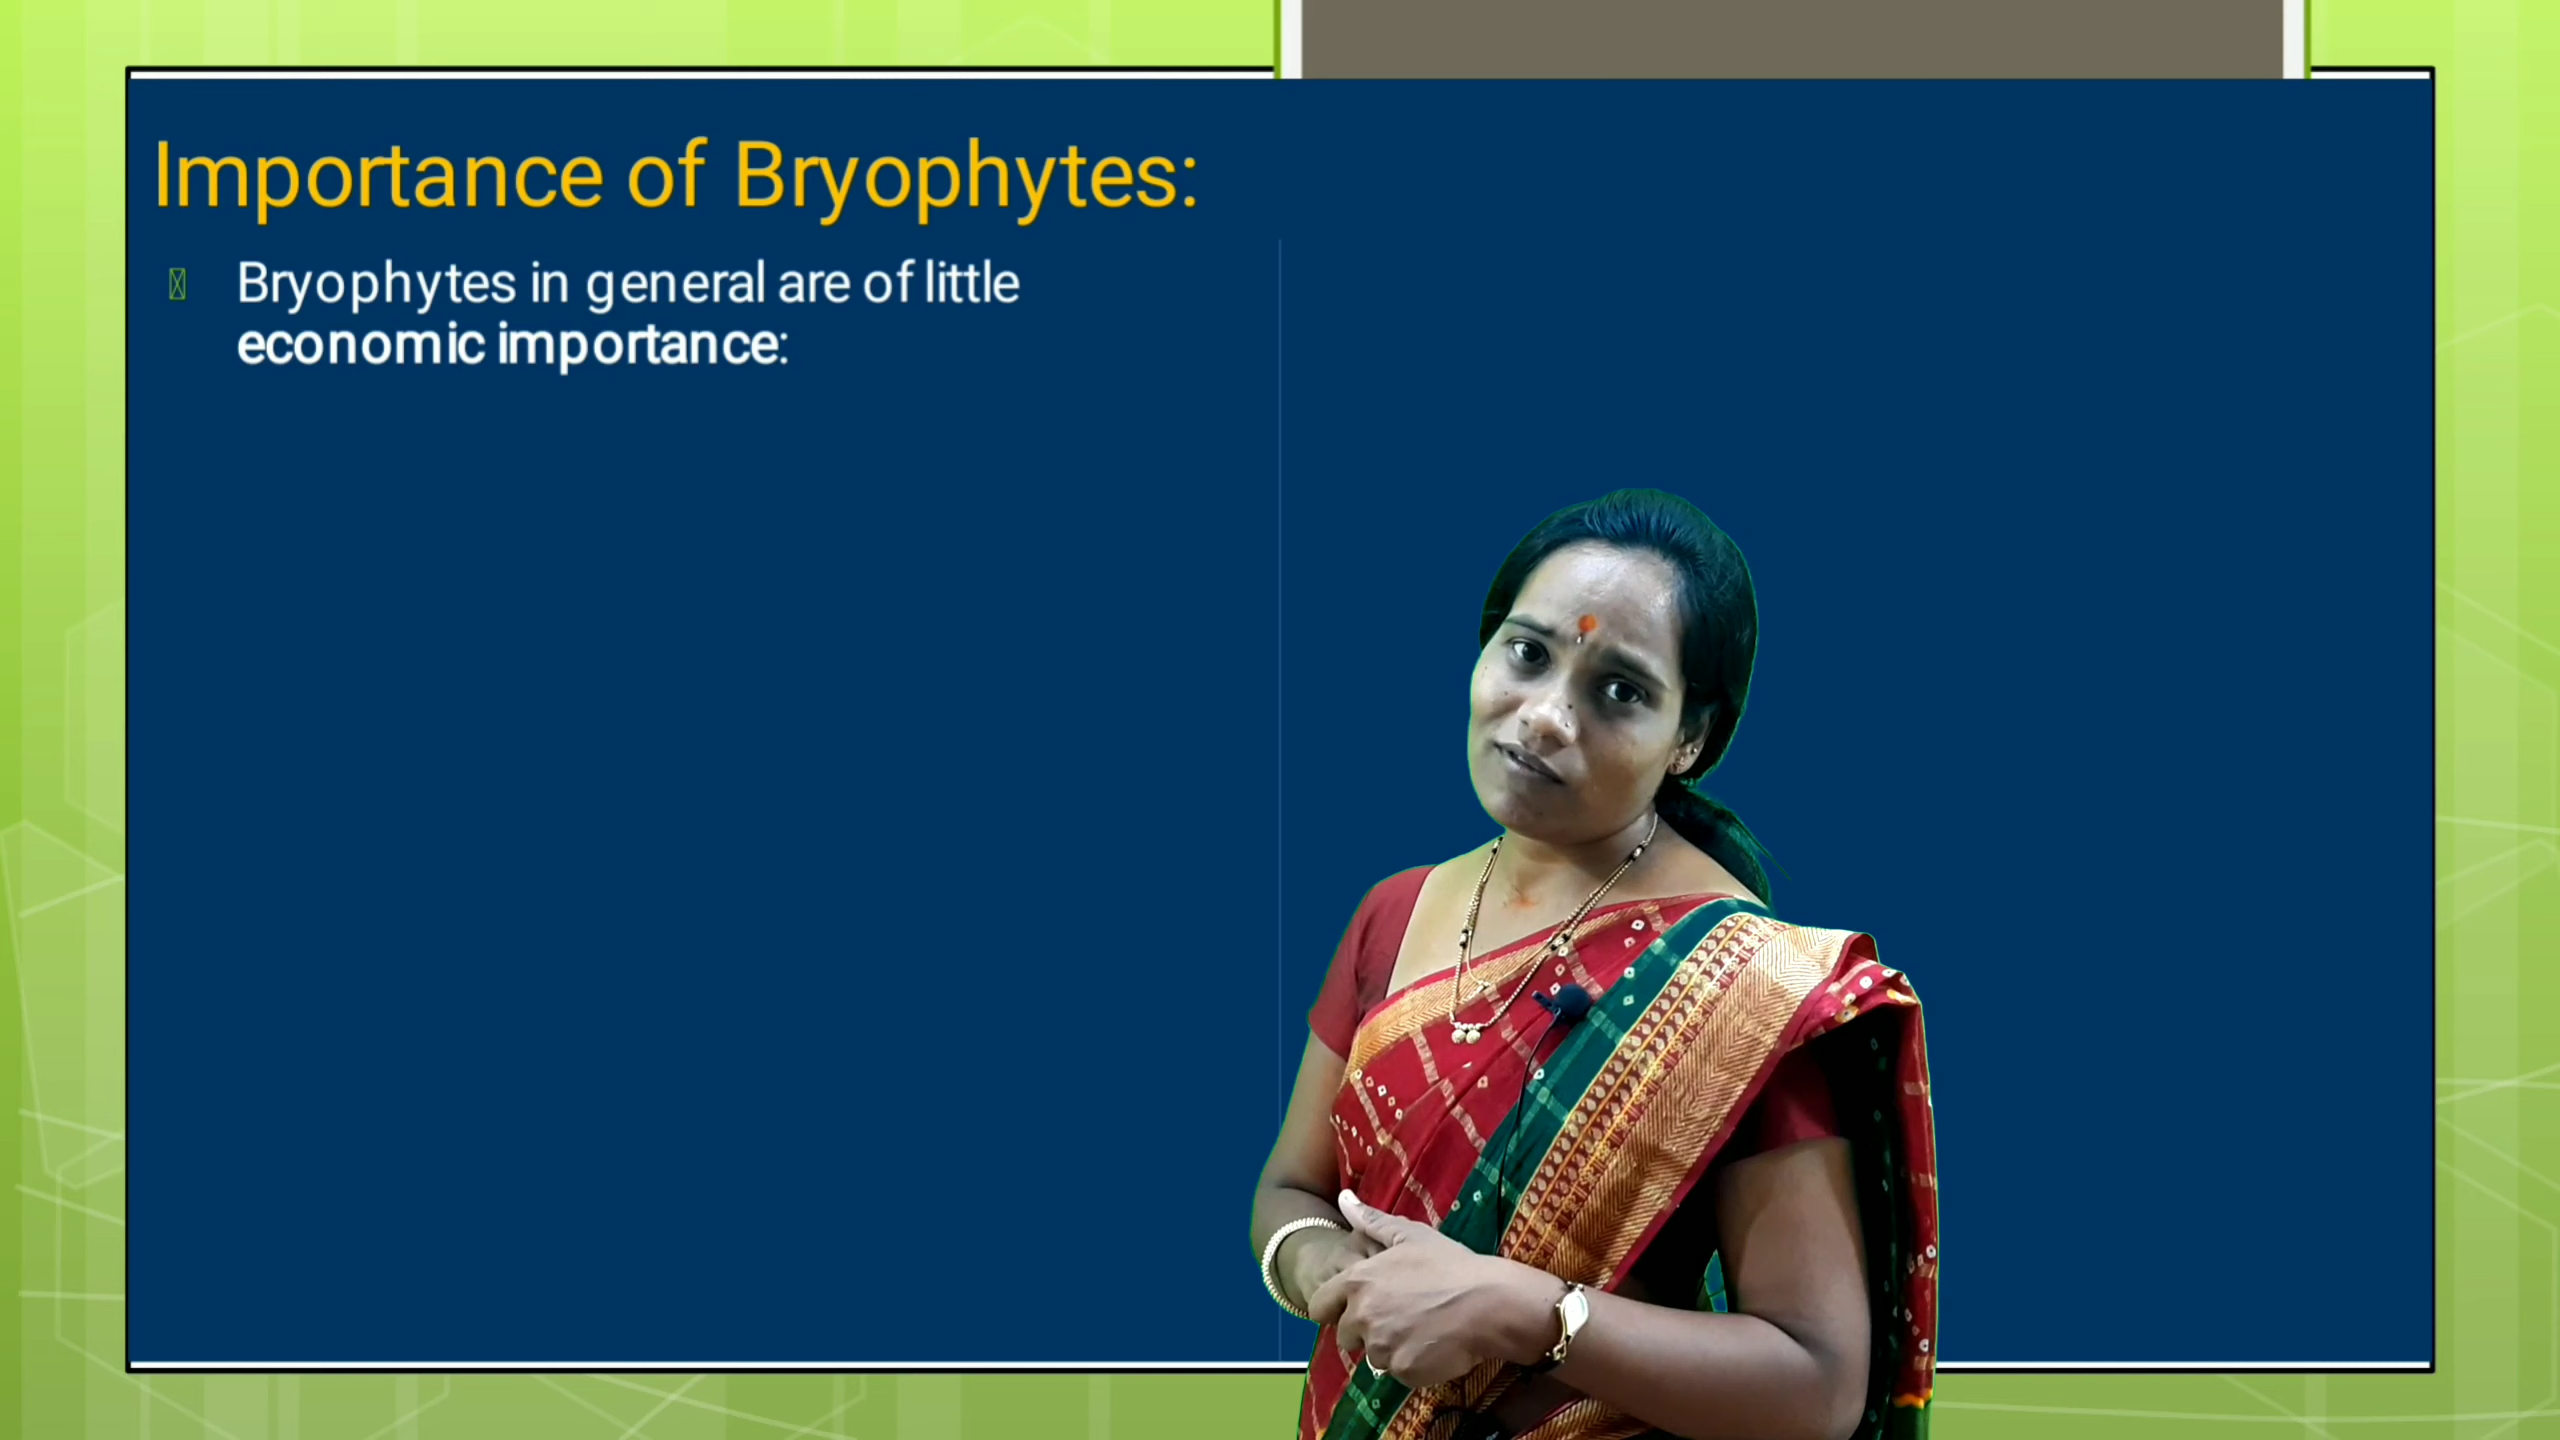 Importance of Bryophytes:
Bryophytes in general are of little
economic importance: